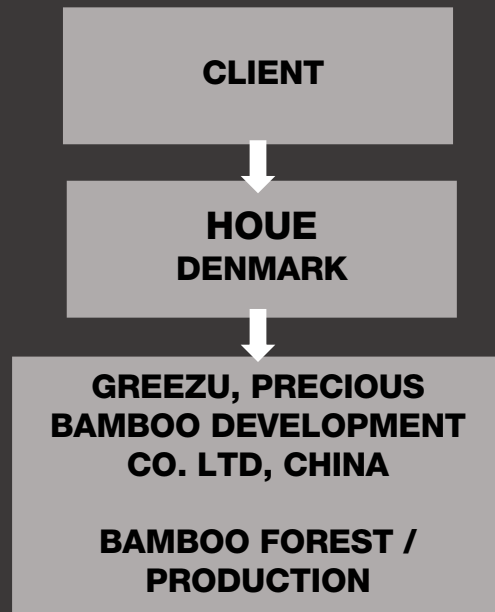 CLIENT
HOUE
DENMARK
GREEZU, PRECIOUS
BAMBOO DEVELOPMENT
CO. LTD, CHINA
BAMBOO FOREST /
PRODUCTION